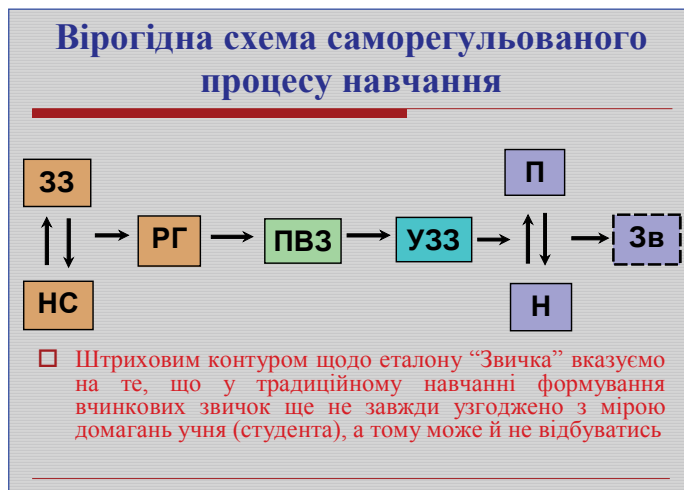 Вірогідна схема саморегульованого
процесу навчання
ЗЗ
НС
РГ
ПВЗ
УЗЗ
П
Н
Зв
Штриховим контуром щодо еталону “Звичка” вказуємо
на те, що у традиційному навчанні формування
вчинкових звичок ще не завжди узгоджено з мірою
домагань учня (студента), а тому може й не відбуватись